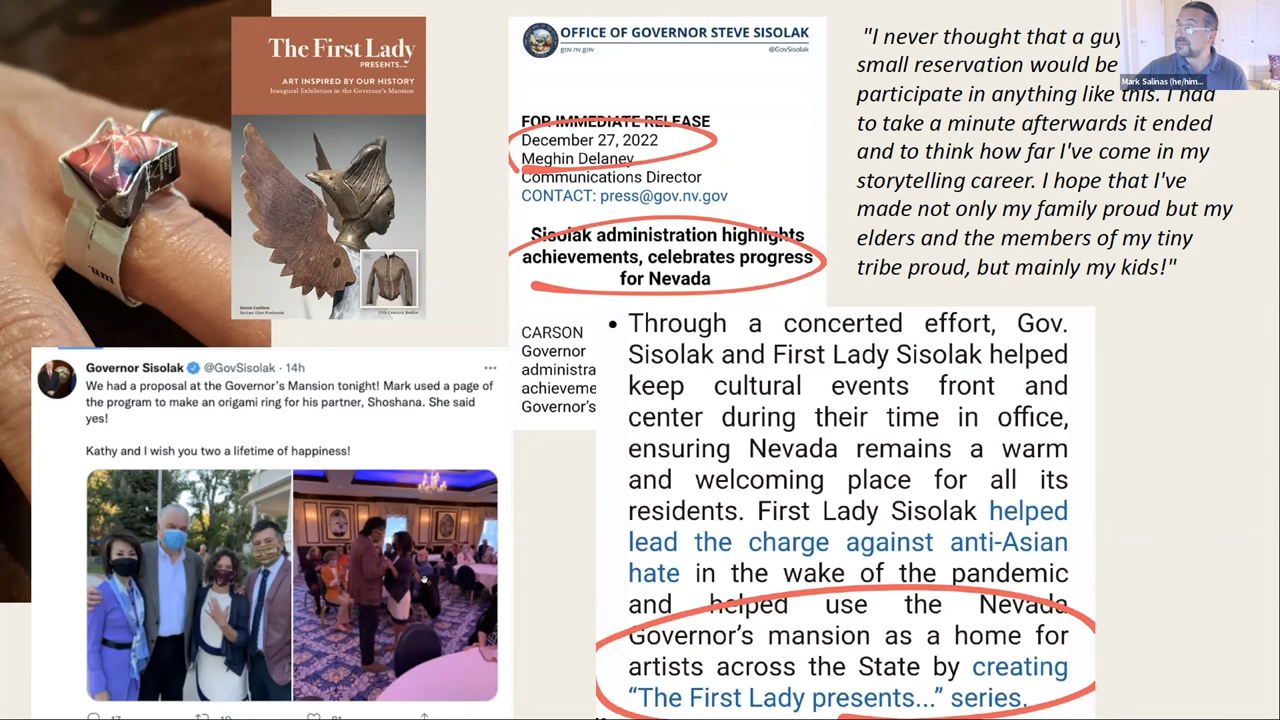 The First Lady
PRESENTS...
ART INSPIRED BY OUR HISTORY
Inaugural Exhibition in the Governor's Mansion
um
OFFICE OF GOVERNOR STEVE SISOLAK
gov.nv.gov @GovSisolak
FOR IMMEDIATE RELEASE
December 27, 2022
Meghin Delaney
Communications Director
CONTACT: press@gov.nv.gov
Sisolak administration highlights
achievements, celebrates progress
for Nevada
CARSON
Governor
administra
achieveme
Governor's
"I never thought that a guy
small reservation would be
participate in anything like this. I had
to take a minute afterwards it ended
and to think how far I've come in my
storytelling career. I hope that I've
made not only my family proud but my
elders and the members of my tiny
tribe proud, but mainly my kids!"
Mark Salinas (he/him...
Governor Sisolak @GovSisolak · 14h
We had a proposal at the Governor's Mansion tonight! Mark used a page of
the program to make an origami ring for his partner, Shoshana. She said
yes!
Kathy and I wish you two a lifetime of happiness!
• Through a concerted effort, Gov.
Sisolak and First Lady Sisolak helped
keep cultural events front and
center during their time in office,
ensuring Nevada remains a warm
and welcoming place for all its
residents. First Lady Sisolak helped
lead the charge against anti-Asian
hate in the wake of the pandemic
and helped use the Nevada
Governor's mansion as a home for
artists across the State by creating
"The First Lady presents..." series.